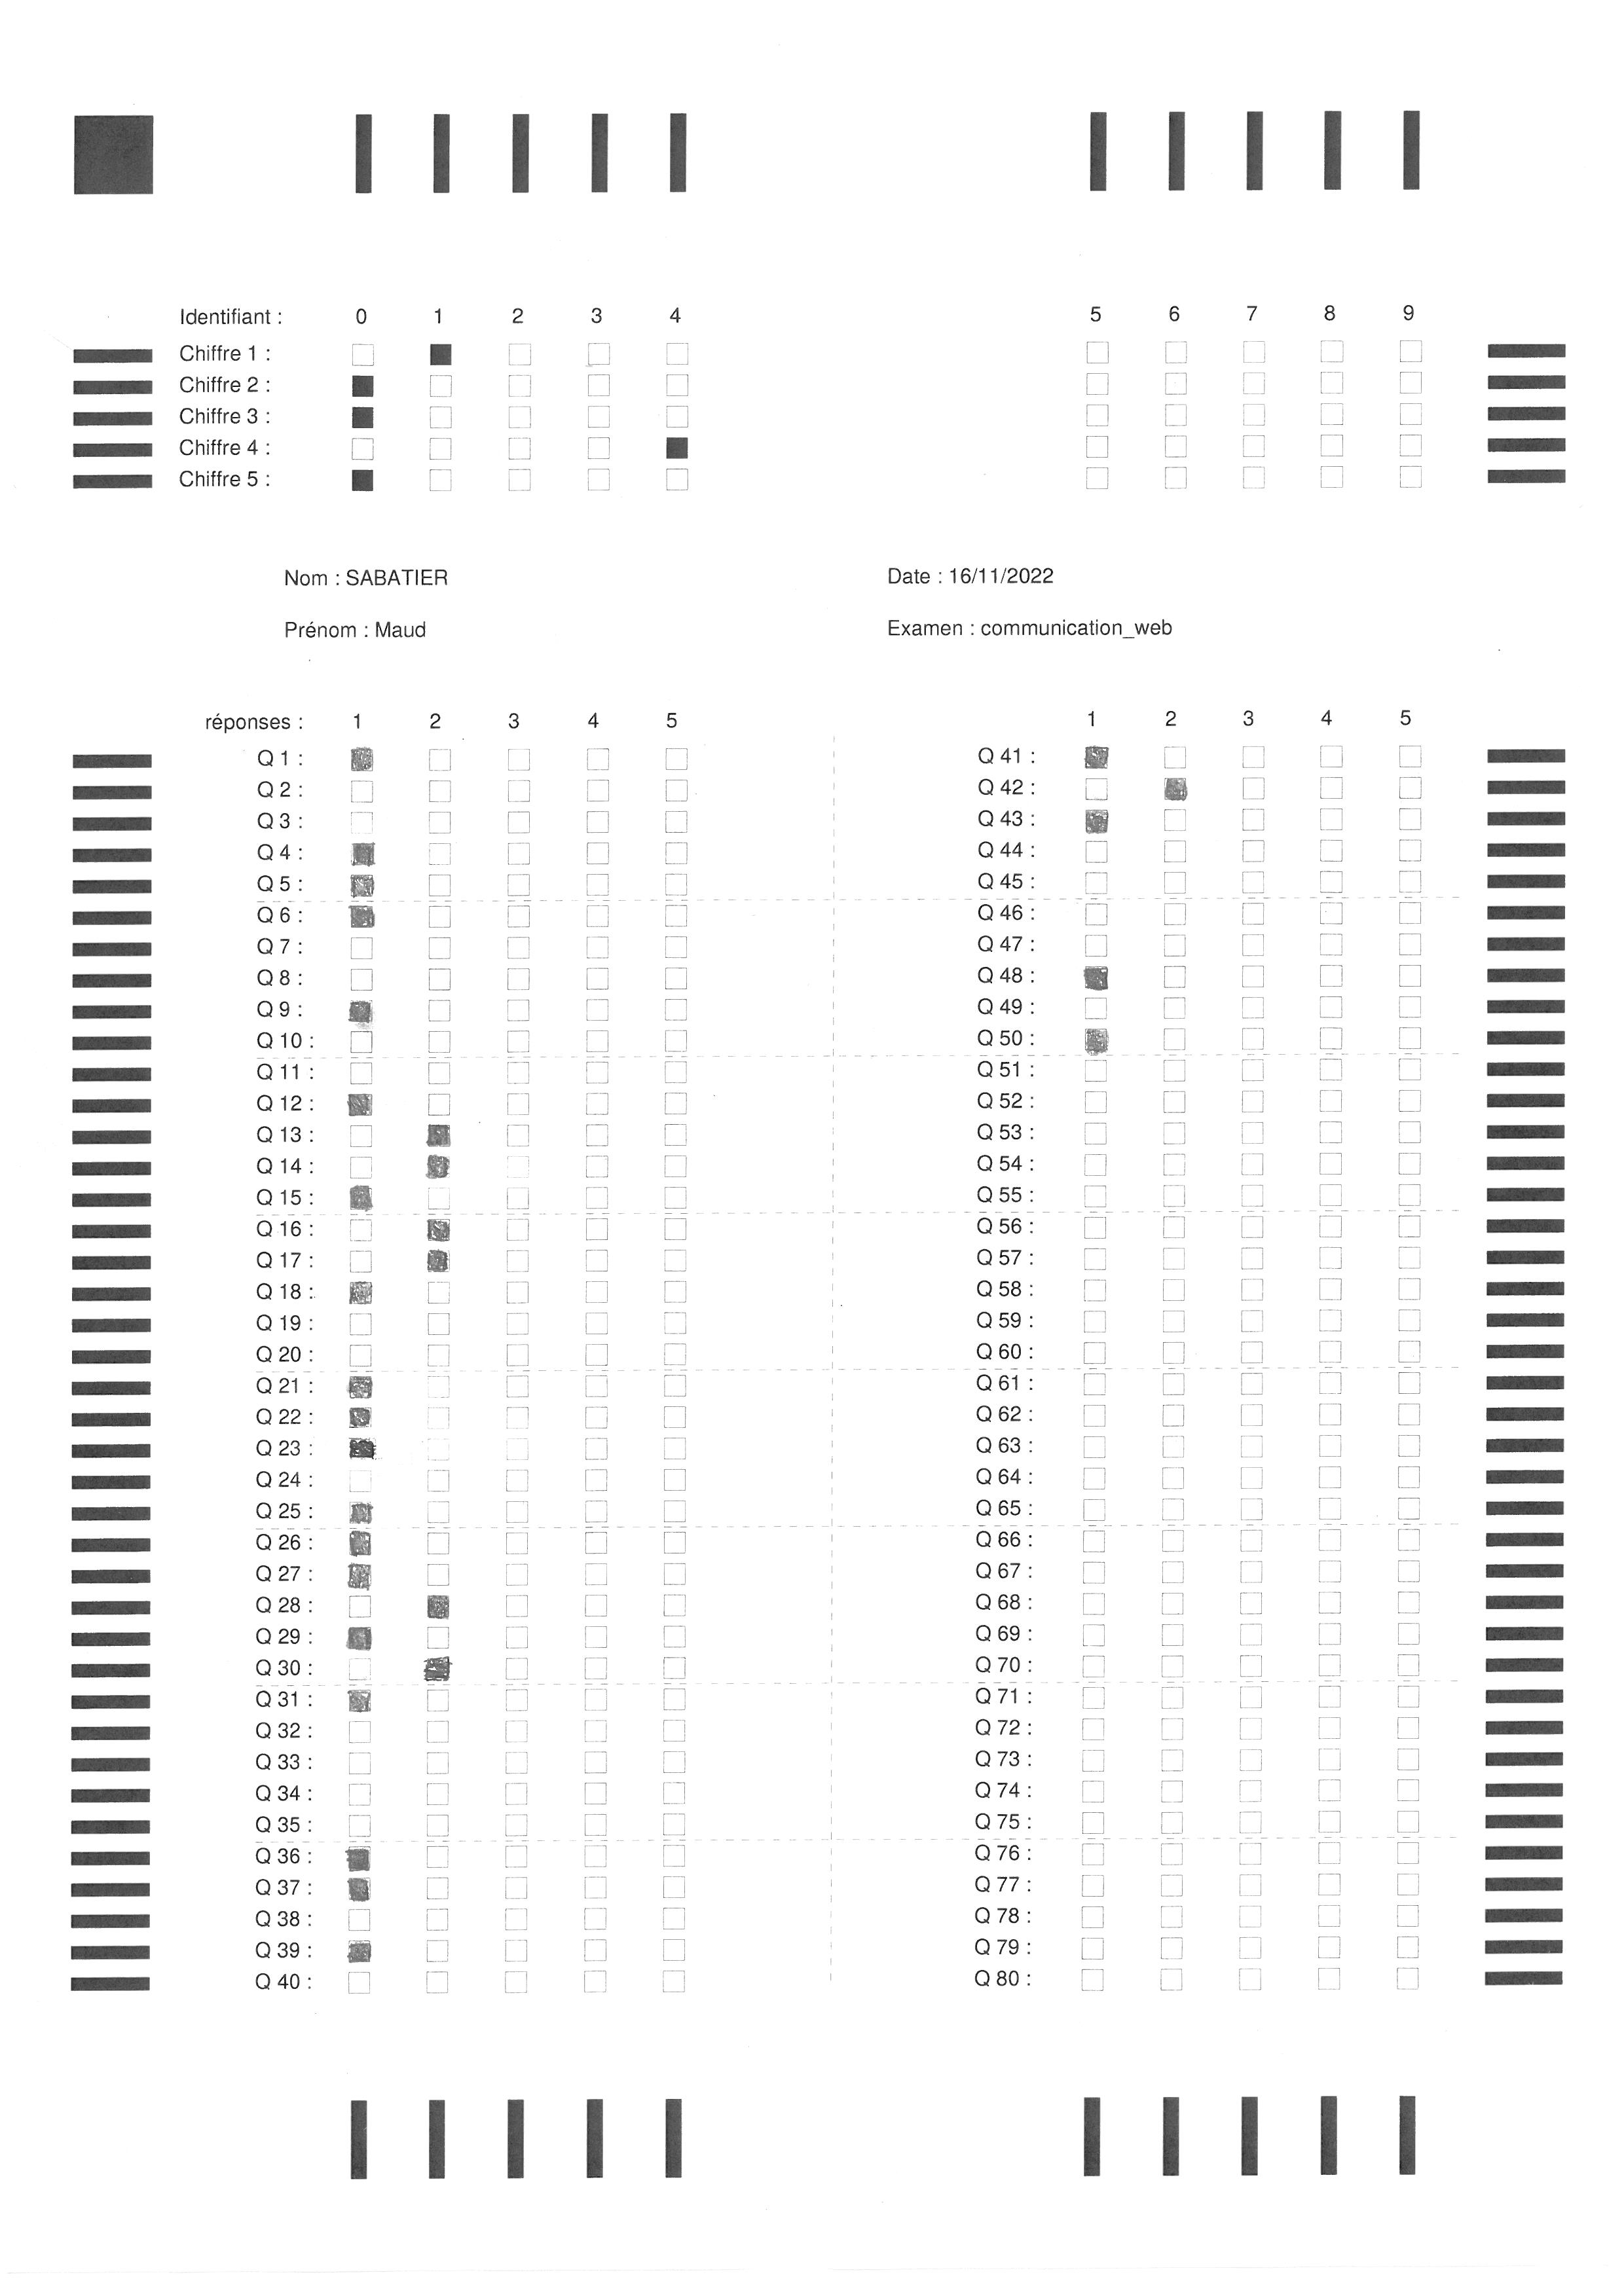 Identifiant : 0 1 2 3 4 5 6 7 8 9
Chiffre 1 :
Chiffre 2 :
Chiffre 3 :
Chiffre 4 :
Chiffre 5 :
Nom : SABATIER Date : 16/11/2022
Prénom : Maud Examen : communication_web
réponses : 1 2 3 4 5 1 2 3 4 5
Q 1 : Q 41 :
Q 2 : Q 42 :
Q 3 : Q 43 :
Q 4 : Q 44 :
Q 5 : Q 45 :
Q 6 : Q 46 :
Q 7 : Q 47 :
Q 8 : Q 48 :
Q 9 : Q 49 :
Q 10 : Q 50 :
Q 11 : Q 51 :
Q 12 : Q 52 :
Q 13 : Q 53 :
Q 14 : Q 54 :
Q 15 : Q 55 :
Q 16 : Q 56 :
Q 17 : Q 57 :
Q 18 : Q 58 :
Q 19 : Q 59 :
Q 20 : Q 60 :
Q 21 : Q 61 :
Q 22 : Q 62 :
Q 23 : Q 63 :
Q 24 : Q 64 :
Q 25 : Q 65 :
Q 26 : Q 66 :
Q 27 : Q 67 :
Q 28 : Q 68 :
Q 29 : Q 69 :
Q 30 : Q 70 :
Q 31 : Q 71 :
Q 32 : Q 72 :
Q 33 : Q 73 :
Q 34 : Q 74 :
Q 35 : Q 75 :
Q 36 : Q 76 :
Q 37 : Q 77 :
Q 38 : Q 78 :
Q 39 : Q 79 :
Q 40 : Q 80 :